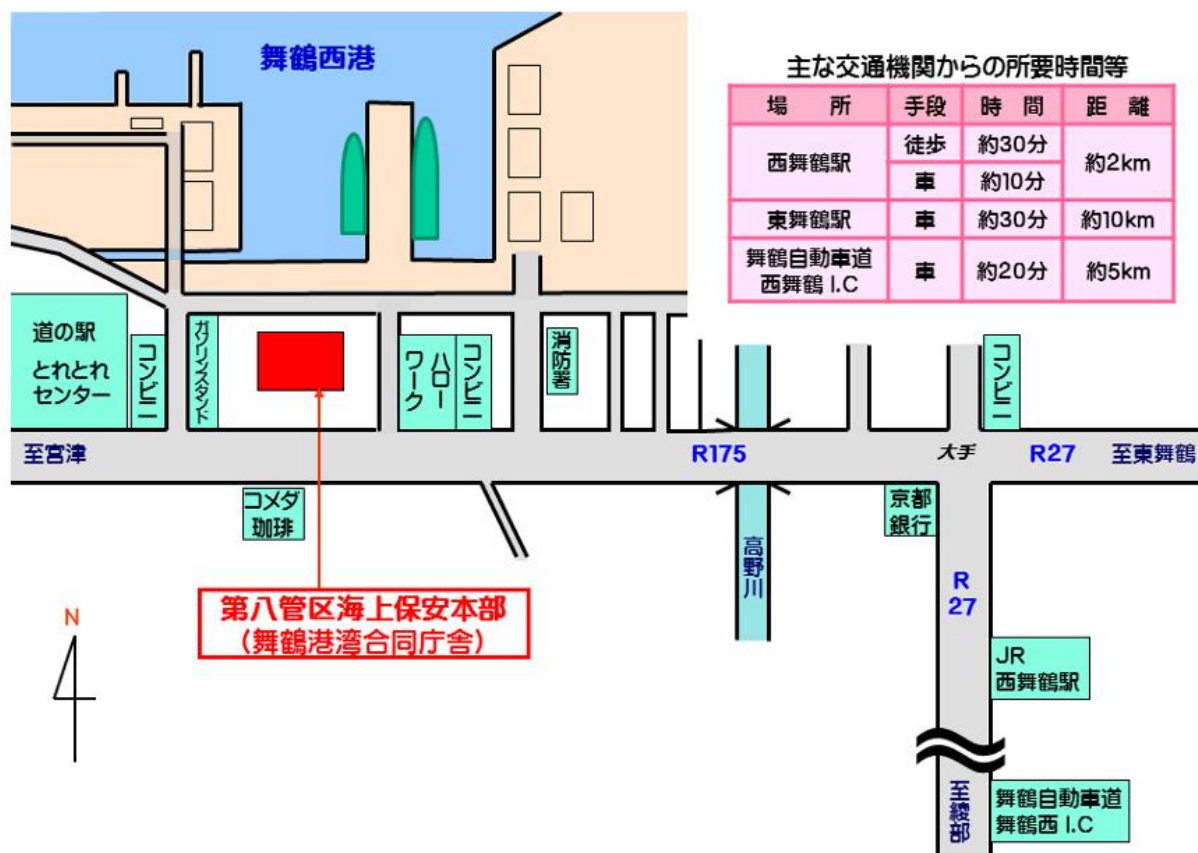 舞鶴西港
主な交通機関からの所要時間等
場所 手段 時間 距離
西舞鶴駅 徒歩 約30分 約2km
車 約10分
東舞鶴駅 車 約30分 約10km
舞鶴自動車道
西舞鶴I.C 車 約20分 約5km
道の駅
とれとれ
センター
コンビニ
ガソリンスタンド
ハロー
ワーク
コンビニ
消防署
コンビニ
至宮津
R175
大手
R27
至東舞鶴
コメダ
珈琲
京都
銀行
高野川
第八管区海上保安本部
(舞鶴港湾合同庁舎)
N
R
27
JR
西舞鶴駅
至綾部
舞鶴自動車道
舞鶴西I.C